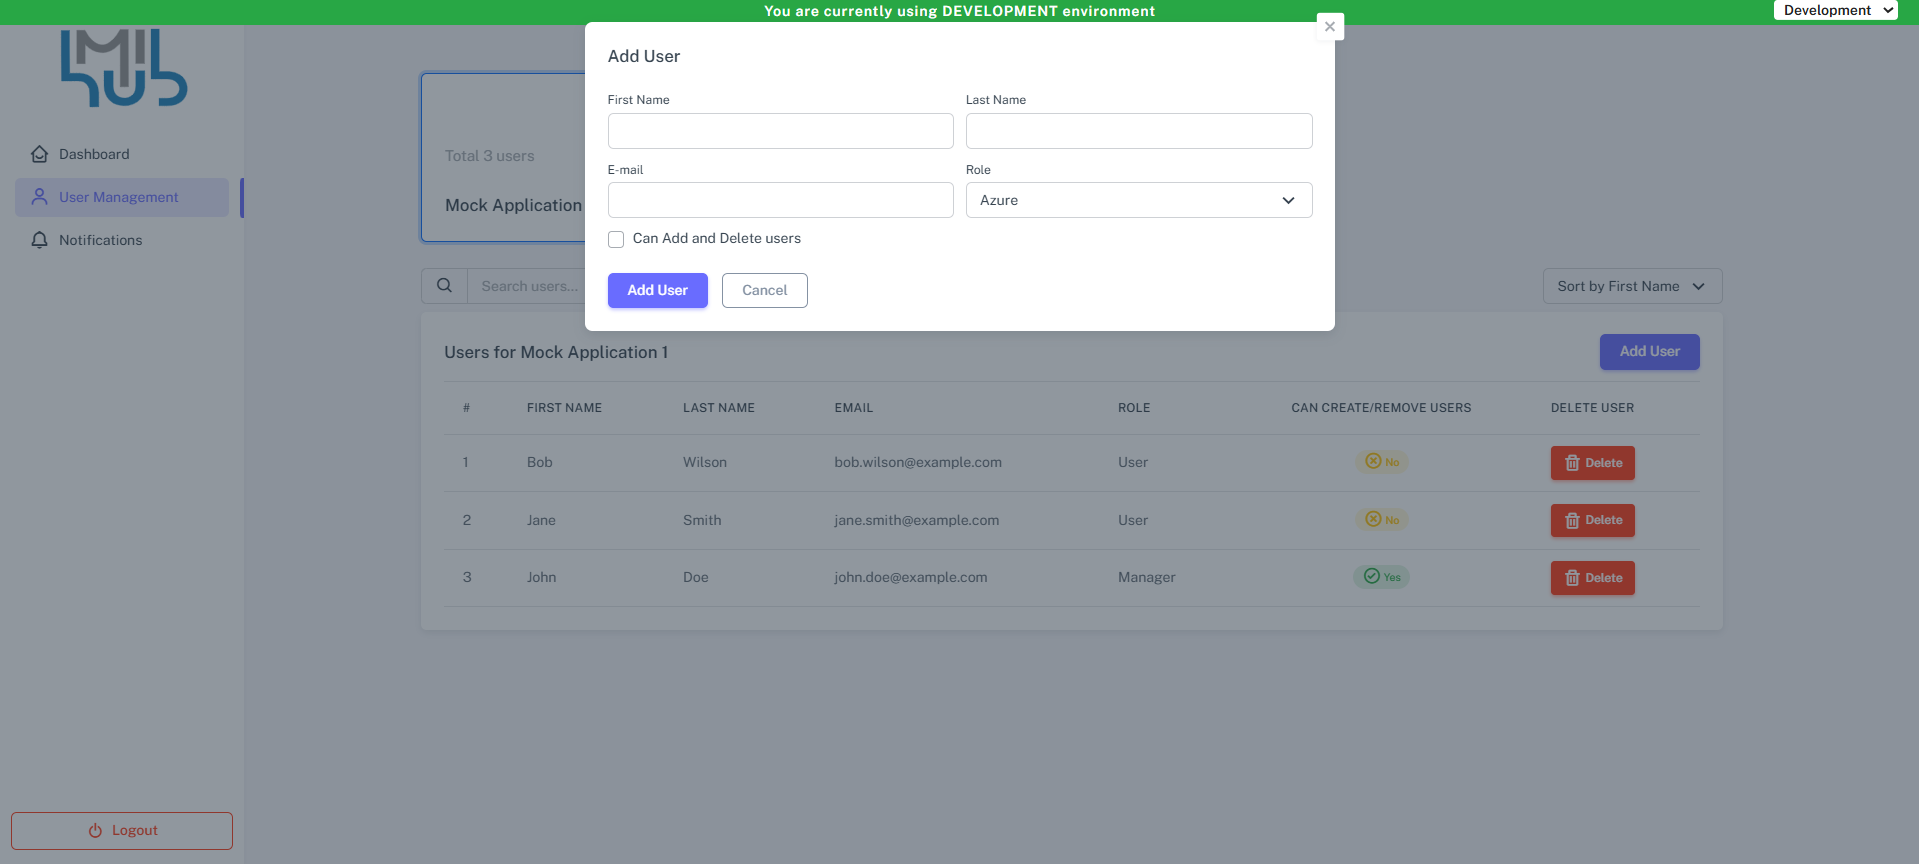 You are currently using DEVELOPMENT environment
Development
MI hub
Add User
First Name
Last Name
E-mail
Role
Azure
Can Add and Delete users
Add User
Cancel
Dashboard
User Management
Notifications
Logout
Total 3 users
Mock Application
Search users...
Sort by First Name
Users for Mock Application 1
Add User
# FIRST NAME LAST NAME EMAIL ROLE CAN CREATE/REMOVE USERS DELETE USER
1 Bob Wilson bob.wilson@example.com User No Delete
2 Jane Smith jane.smith@example.com User No Delete
3 John Doe john.doe@example.com Manager Yes Delete